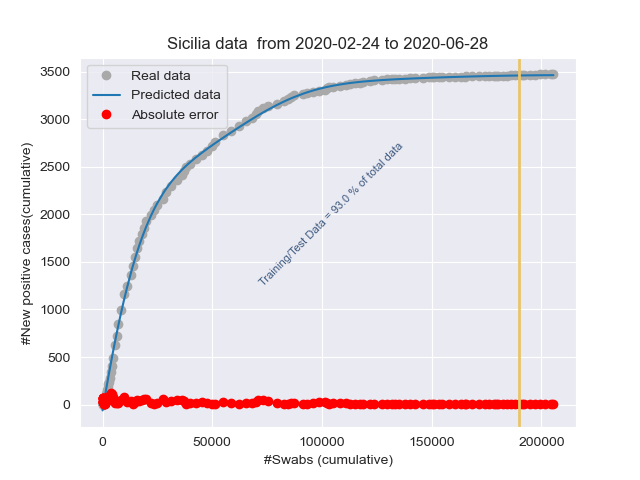 Sicilia data  from 2020-02-24 to 2020-06-28
Real data
Predicted data
Absolute error
#New positive cases(cumulative)
3500
3000
2500
2000
1500
1000
500
0
Training/Test Data = 93.0 % of total data
0
50000
100000
150000
200000
#Swabs (cumulative)